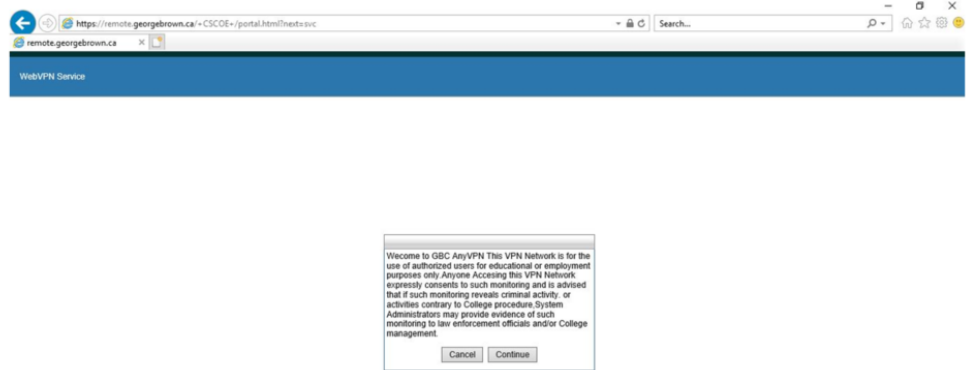 https://remote.georgebrown.ca/+CSCOE+/portal.html?next=svc
Search...
remote.georgebrown.ca
WebVPN Service
Wecome to GBC AnyVPN This VPN Network is for the
use of authorized users for educational or employment
purposes only.Anyone Accesing this VPN Network
expressly consents to such monitoring and is advised
that if such monitoring reveals criminal activity. or
activities contrary to College procedure,System
Administrators may provide evidence of such
monitoring to law enforcement officials and/or College
management.
Cancel Continue